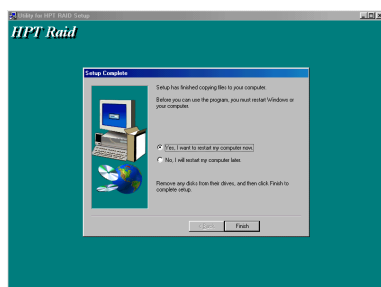 Utility for HPT RAID Setup
HPT Raid
Setup Complete
Setup has finished copying files to your computer.
Before you can use the program, you must restart Windows or
your computer.
Yes, I want to restart my computer now.
No, I will restart my computer later.
Remove any disks from their drives, and then click Finish to
complete setup.
< Back
Finish